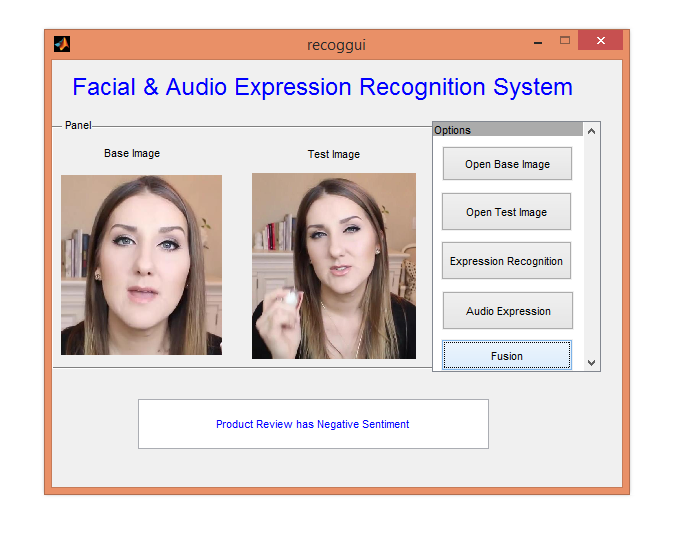 recoggui
Facial & Audio Expression Recognition System
Panel
Base Image
Test Image
Options
Open Base Image
Open Test Image
Expression Recognition
Audio Expression
Fusion
Product Review has Negative Sentiment